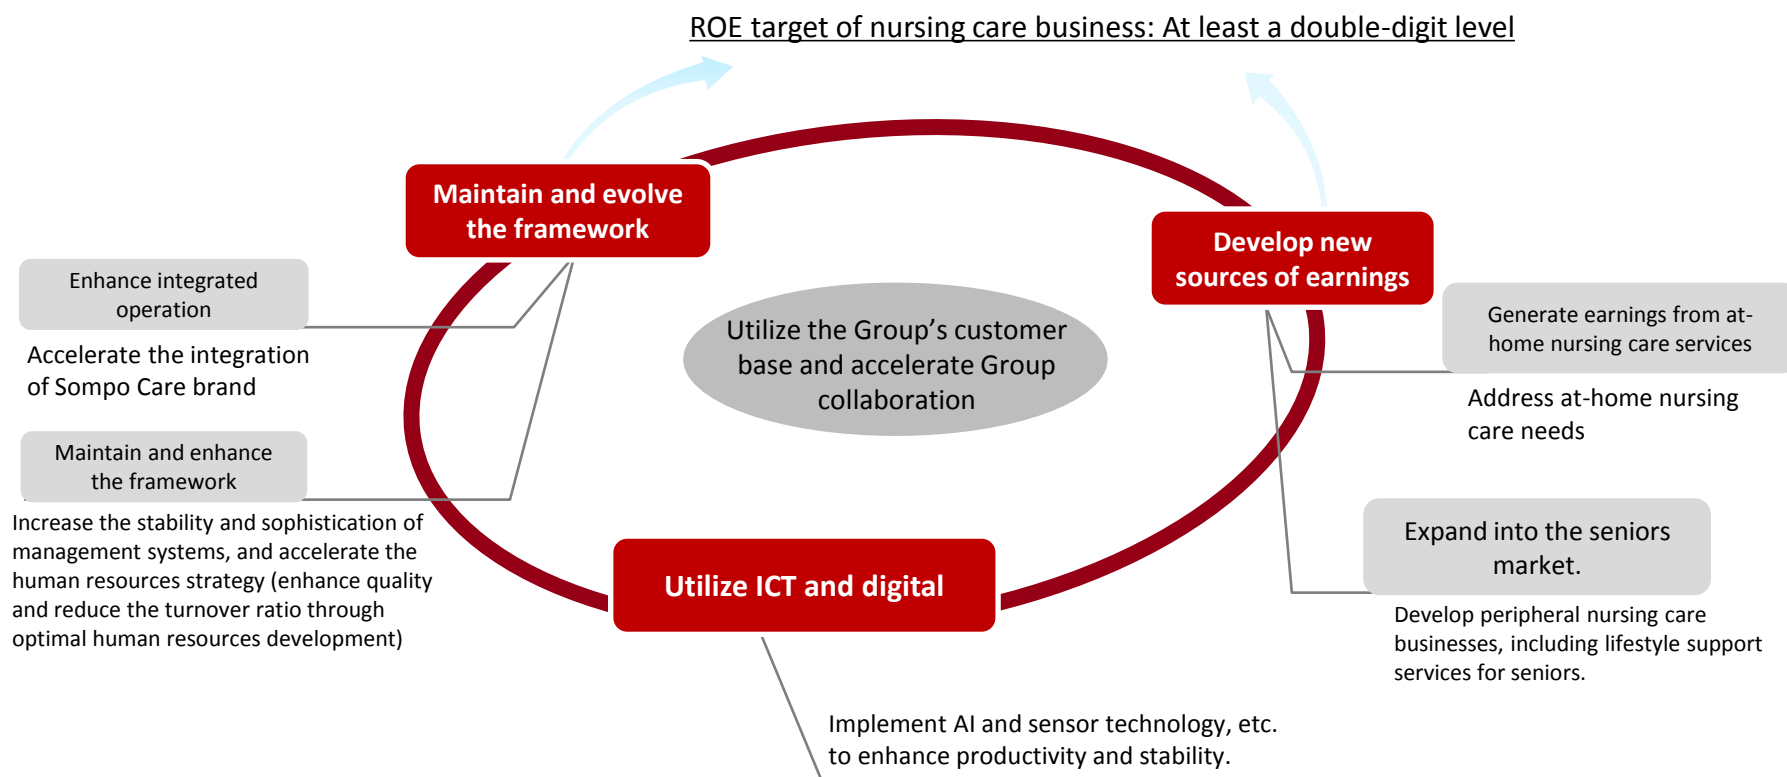 ROE target of nursing care business: At least a double-digit level
Maintain and evolve
the framework
Develop new
sources of earnings
Enhance integrated
operation
Accelerate the integration
of Sompo Care brand
Utilize the Group’s customer
base and accelerate Group
collaboration
Generate earnings from at-
home nursing care services
Address at-home nursing
care needs
Maintain and enhance
the framework
Increase the stability and sophistication of
management systems, and accelerate the
human resources strategy (enhance quality
and reduce the turnover ratio through
optimal human resources development)
Utilize ICT and digital
Expand into the seniors
market.
Develop peripheral nursing care
businesses, including lifestyle support
services for seniors.
Implement AI and sensor technology, etc.
to enhance productivity and stability.